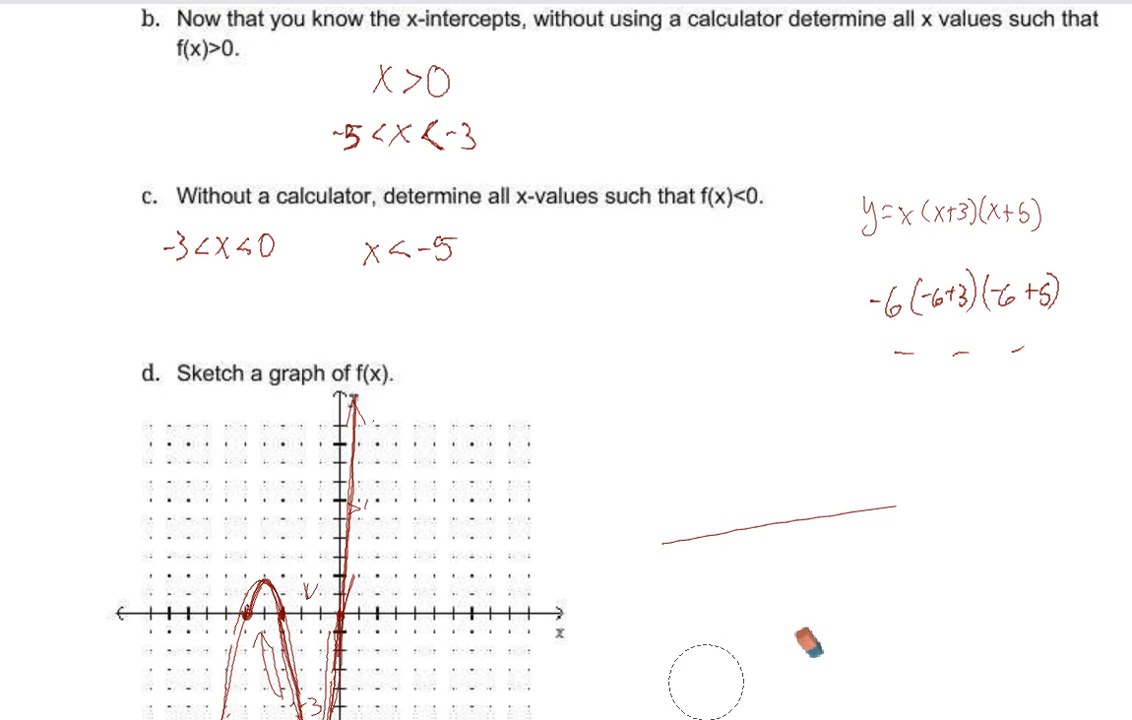 b. Now that you know the x-intercepts, without using a calculator determine all x values such that
f(x)>0.
x>0
-5<x<-3
c. Without a calculator, determine all x-values such that f(x)<0.
-3<x<0 x<-5
y=x(x+3)(x+5)
-6(-6+3)(-6+5)
- - -
d. Sketch a graph of f(x).
x
-3